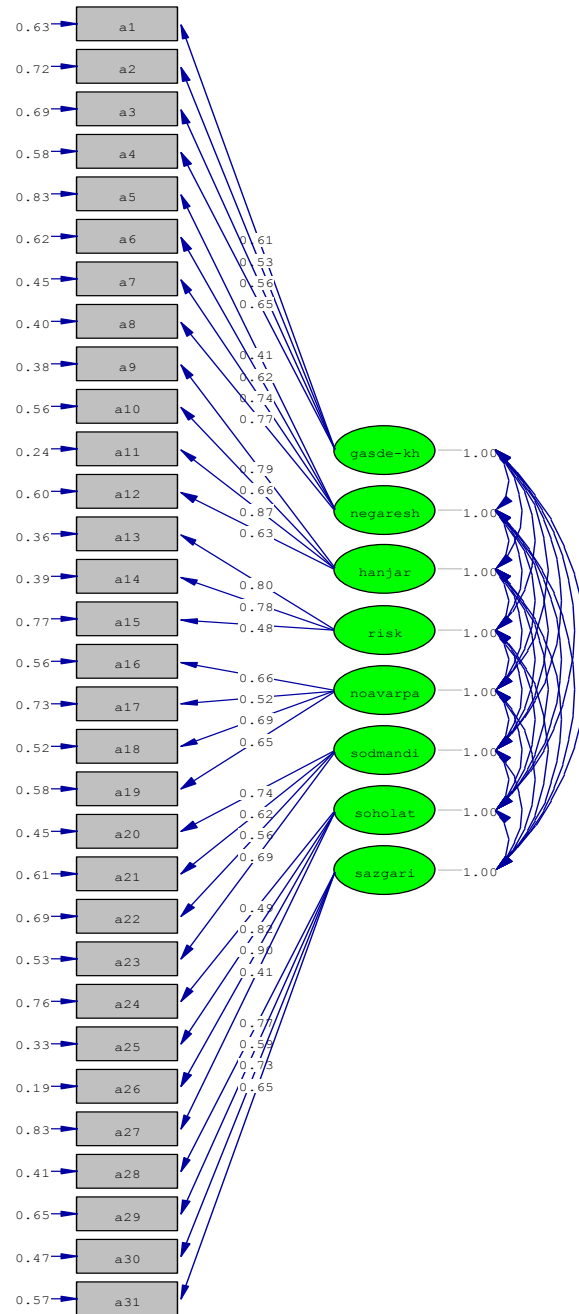 0.63 a1
0.72 a2
0.69 a3
0.58 a4
0.83 a5
0.62 a6
0.61
0.53
0.45 a7
0.56
0.65
0.40 a8
0.41
0.38 a9
0.62
0.74
0.56 a10
0.77
0.24 a11
gasde-kh 1.00
0.79
0.60 a12
0.66
0.87
negaresh 1.00
0.63
0.36 a13
hanjar 1.00
0.39 a14
0.80
0.78
0.77 a15
0.48
risk 1.00
0.56 a16
0.66
0.73 a17
noavarpa 1.00
0.52
0.69
0.52 a18
0.65
sodmandi 1.00
0.58 a19
0.74
soholat 1.00
0.62
0.45 a20
0.56
0.69
0.61 a21
sazgari 1.00
0.49
0.69 a22
0.82
0.90
0.53 a23
0.41
0.76 a24
0.77
0.33 a25
0.59
0.73
0.19 a26
0.65
0.83 a27
0.41 a28
0.65 a29
0.47 a30
0.57 a31